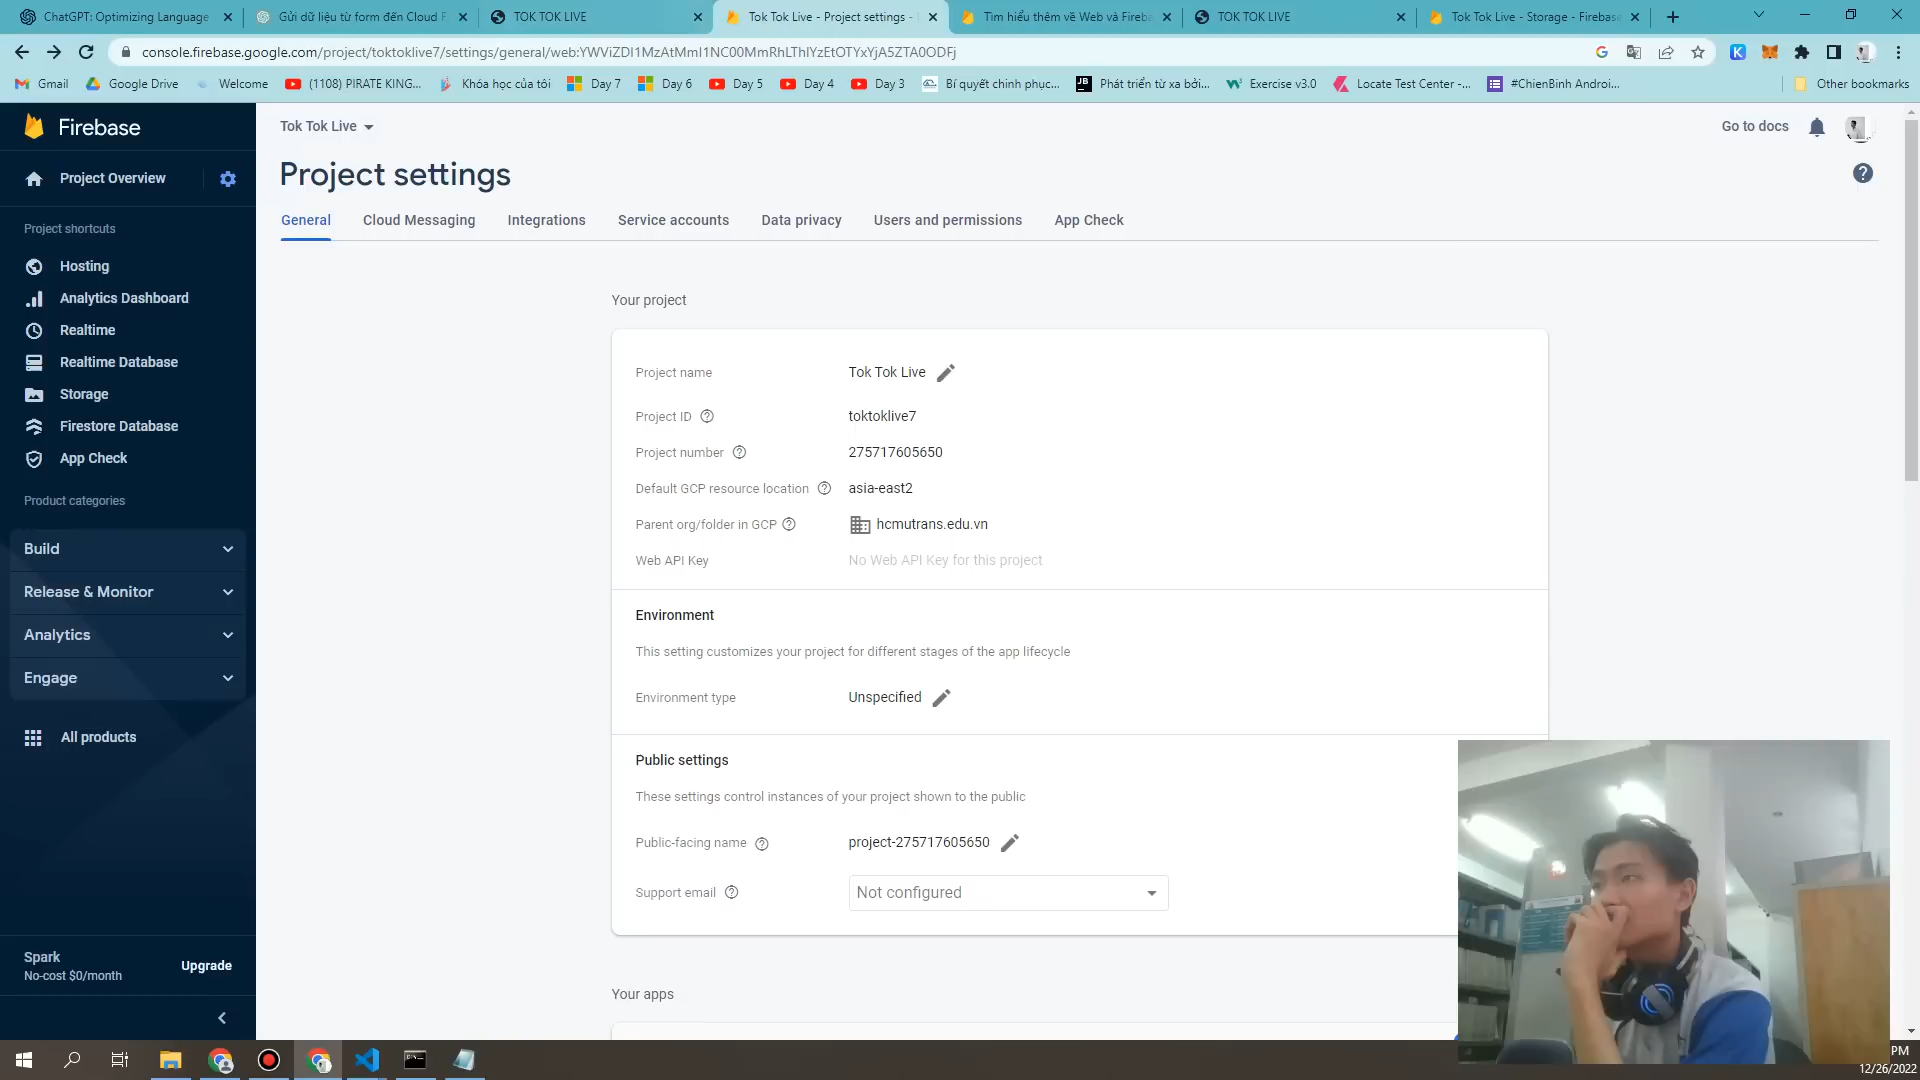 ChatGPT: Optimizing Language
Gửi dữ liệu từ form đến Cloud F
TOK TOK LIVE
Tok Tok Live - Project settings -
Tìm hiểu thêm về Web và Fireba
TOK TOK LIVE
Tok Tok Live - Storage - Firebase
console.firebase.google.com/project/toktoklive7/settings/general/web:YWViZDI1MzAtMmI1NC00MmRhLThlYzEtOTYxYjA5ZTA0ODFj
Gmail
Google Drive
Welcome
(1108) PIRATE KING...
Khóa học của tôi
Day 7
Day 6
Day 5
Day 4
Day 3
Bí quyết chinh phục...
Phát triển từ xa bởi...
Exercise v3.0
Locate Test Center -...
#ChienBinh Androi...
Other bookmarks
Firebase
Project Overview
Project shortcuts
Hosting
Analytics Dashboard
Realtime
Realtime Database
Storage
Firestore Database
App Check
Product categories
Build
Release & Monitor
Analytics
Engage
All products
Spark
No-cost $0/month
Upgrade
Tok Tok Live
Go to docs
Project settings
General
Cloud Messaging
Integrations
Service accounts
Data privacy
Users and permissions
App Check
Your project
Project name
Tok Tok Live
Project ID
toktoklive7
Project number
275717605650
Default GCP resource location
asia-east2
Parent org/folder in GCP
hcmutrans.edu.vn
Web API Key
No Web API Key for this project
Environment
This setting customizes your project for different stages of the app lifecycle
Environment type
Unspecified
Public settings
These settings control instances of your project shown to the public
Public-facing name
project-275717605650
Support email
Not configured
Your apps
PM
12/26/2022